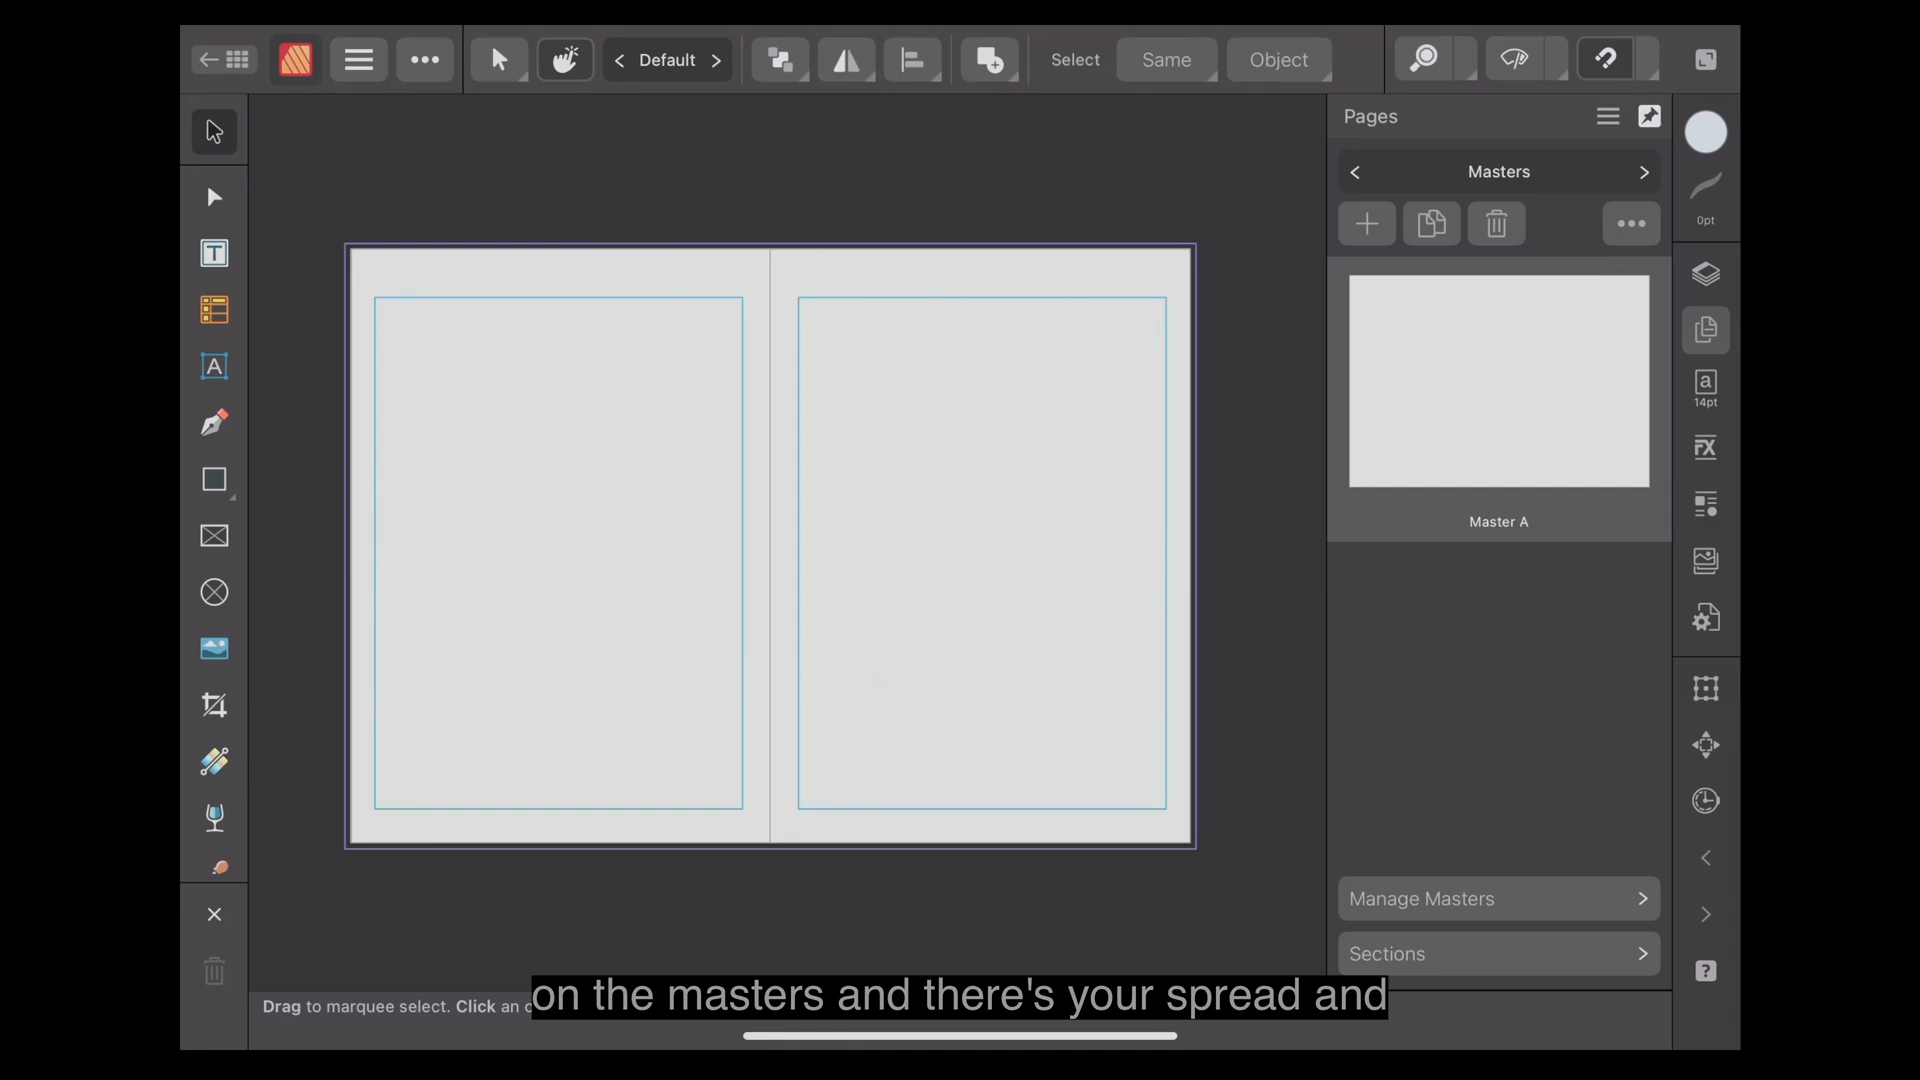 Default
Select
Same
Object
Pages
Masters
0pt
T
A
a
14pt
FX
Master A
Manage Masters
Sections
?
Drag to marquee select. Click an
on the masters and there's your spread and